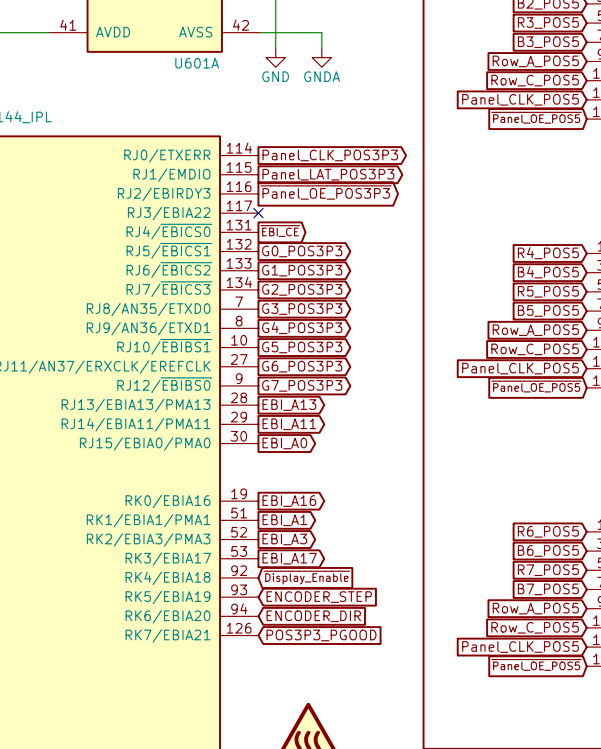 41 AVDD AVSS 42
U601A
GND GNDA
144_IPL
RJ0/ETXERR 114 Panel_CLK_POS3P3
RJ1/EMDIO 115 Panel_LAT_POS3P3
RJ2/EBIRDY3 116 Panel_OE_POS3P3
RJ3/EBIA22 117
RJ4/EBICS0 131 EBI_CE
RJ5/EBICS1 132 G0_POS3P3
RJ6/EBICS2 133 G1_POS3P3
RJ7/EBICS3 134 G2_POS3P3
RJ8/AN35/ETXD0 7 G3_POS3P3
RJ9/AN36/ETXD1 8 G4_POS3P3
RJ10/EBIBS1 10 G5_POS3P3
RJ11/AN37/ERXCLK/EREFCLK 27 G6_POS3P3
RJ12/EBIBS0 9 G7_POS3P3
RJ13/EBIA13/PMA13 28 EBI_A13
RJ14/EBIA11/PMA11 29 EBI_A11
RJ15/EBIA0/PMA0 30 EBI_A0
RK0/EBIA16 19 EBI_A16
RK1/EBIA1/PMA1 51 EBI_A1
RK2/EBIA3/PMA3 52 EBI_A3
RK3/EBIA17 53 EBI_A17
RK4/EBIA18 92 Display_Enable
RK5/EBIA19 93 ENCODER_STEP
RK6/EBIA20 94 ENCODER_DIR
RK7/EBIA21 126 POS3P3_PGOOD
B2_POS5
R3_POS5
B3_POS5
Row_A_POS5
Row_C_POS5
Panel_CLK_POS5
Panel_OE_POS5
R4_POS5
B4_POS5
R5_POS5
B5_POS5
Row_A_POS5
Row_C_POS5
Panel_CLK_POS5
Panel_OE_POS5
R6_POS5
B6_POS5
R7_POS5
B7_POS5
Row_A_POS5
Row_C_POS5
Panel_CLK_POS5
Panel_OE_POS5